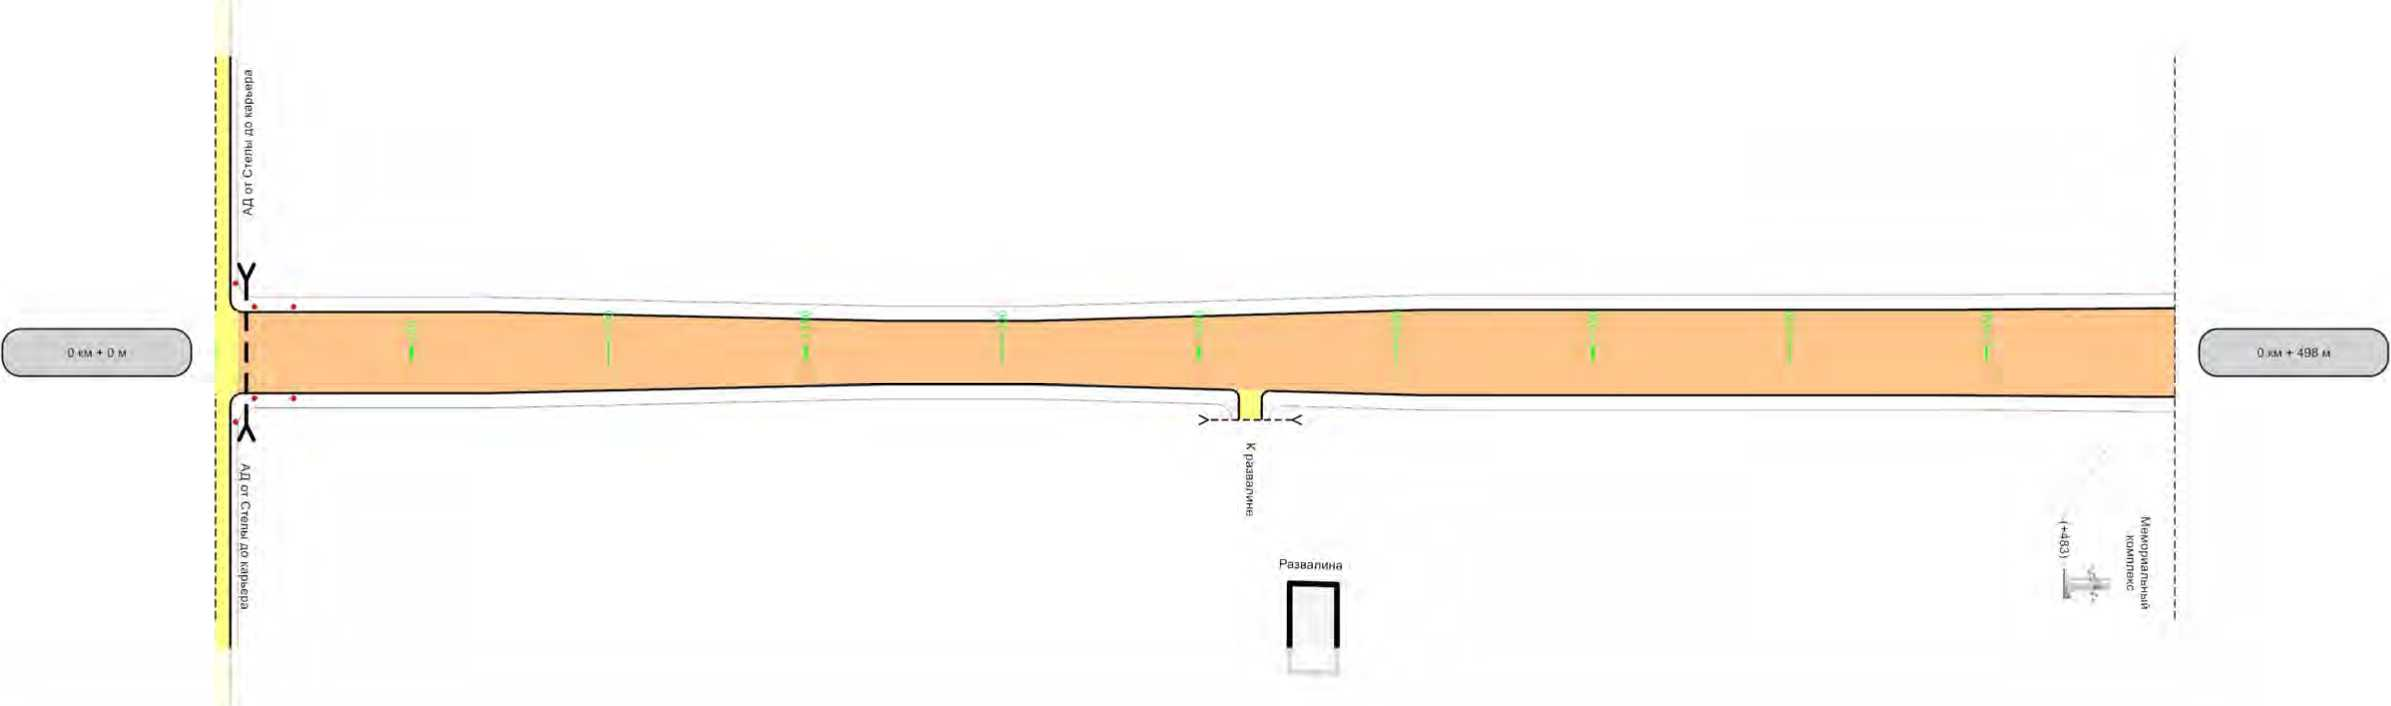 АД от Стелы до карьера
0 км + 0 м
0 км + 498 м
АД от Стелы до карьера
К развалине
Развалина
(+483)
Мемориальный
комплекс